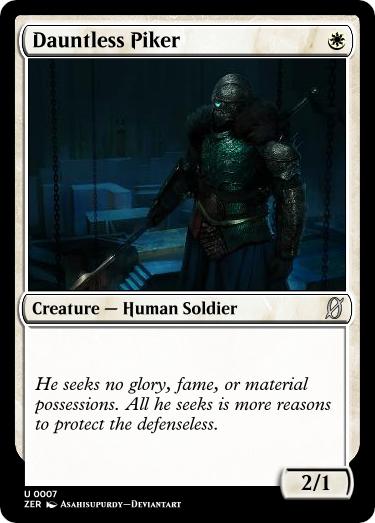 Dauntless Piker
Creature — Human Soldier
He seeks no glory, fame, or material
possessions. All he seeks is more reasons
to protect the defenseless.
2/1
U 0007
ZER Asahisupurdy—Deviantart